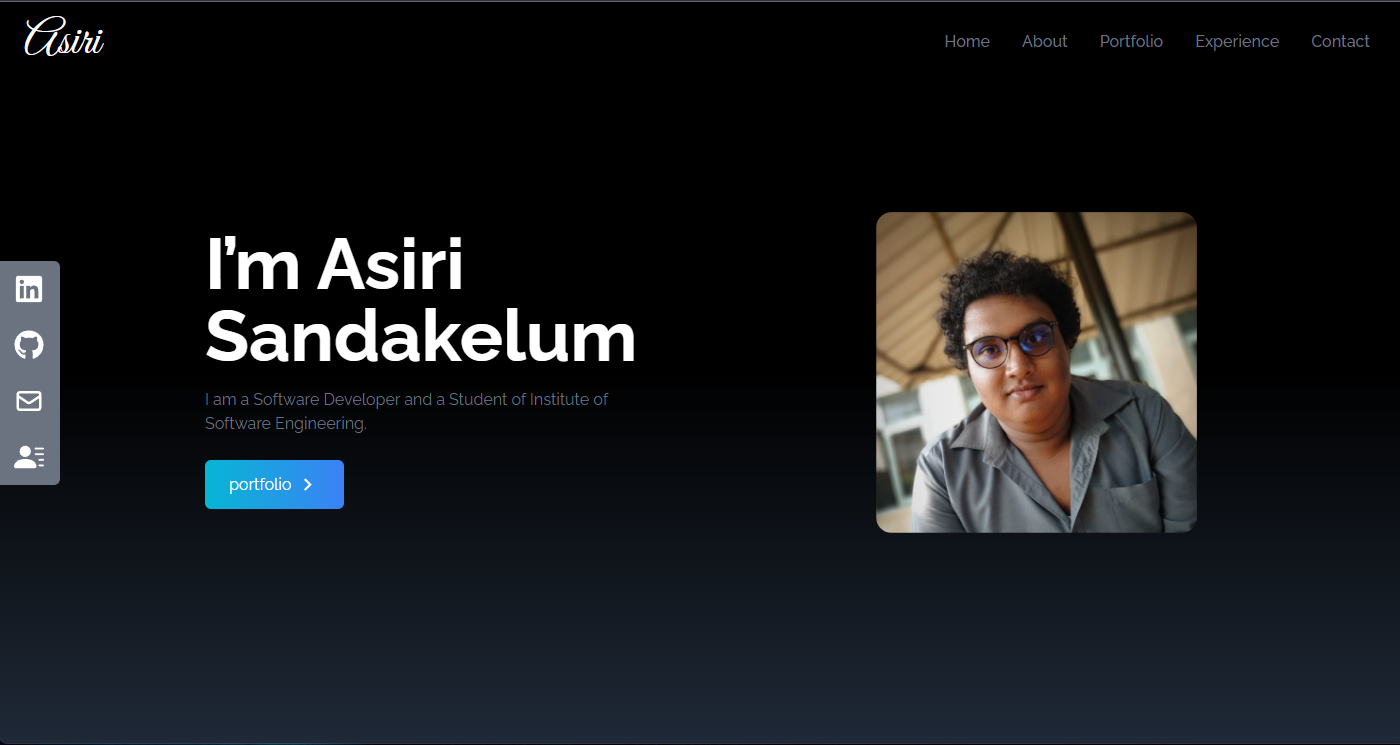 Asiri
Home About Portfolio Experience Contact
I’m Asiri
Sandakelum
I am a Software Developer and a Student of Institute of
Software Engineering.
portfolio
in